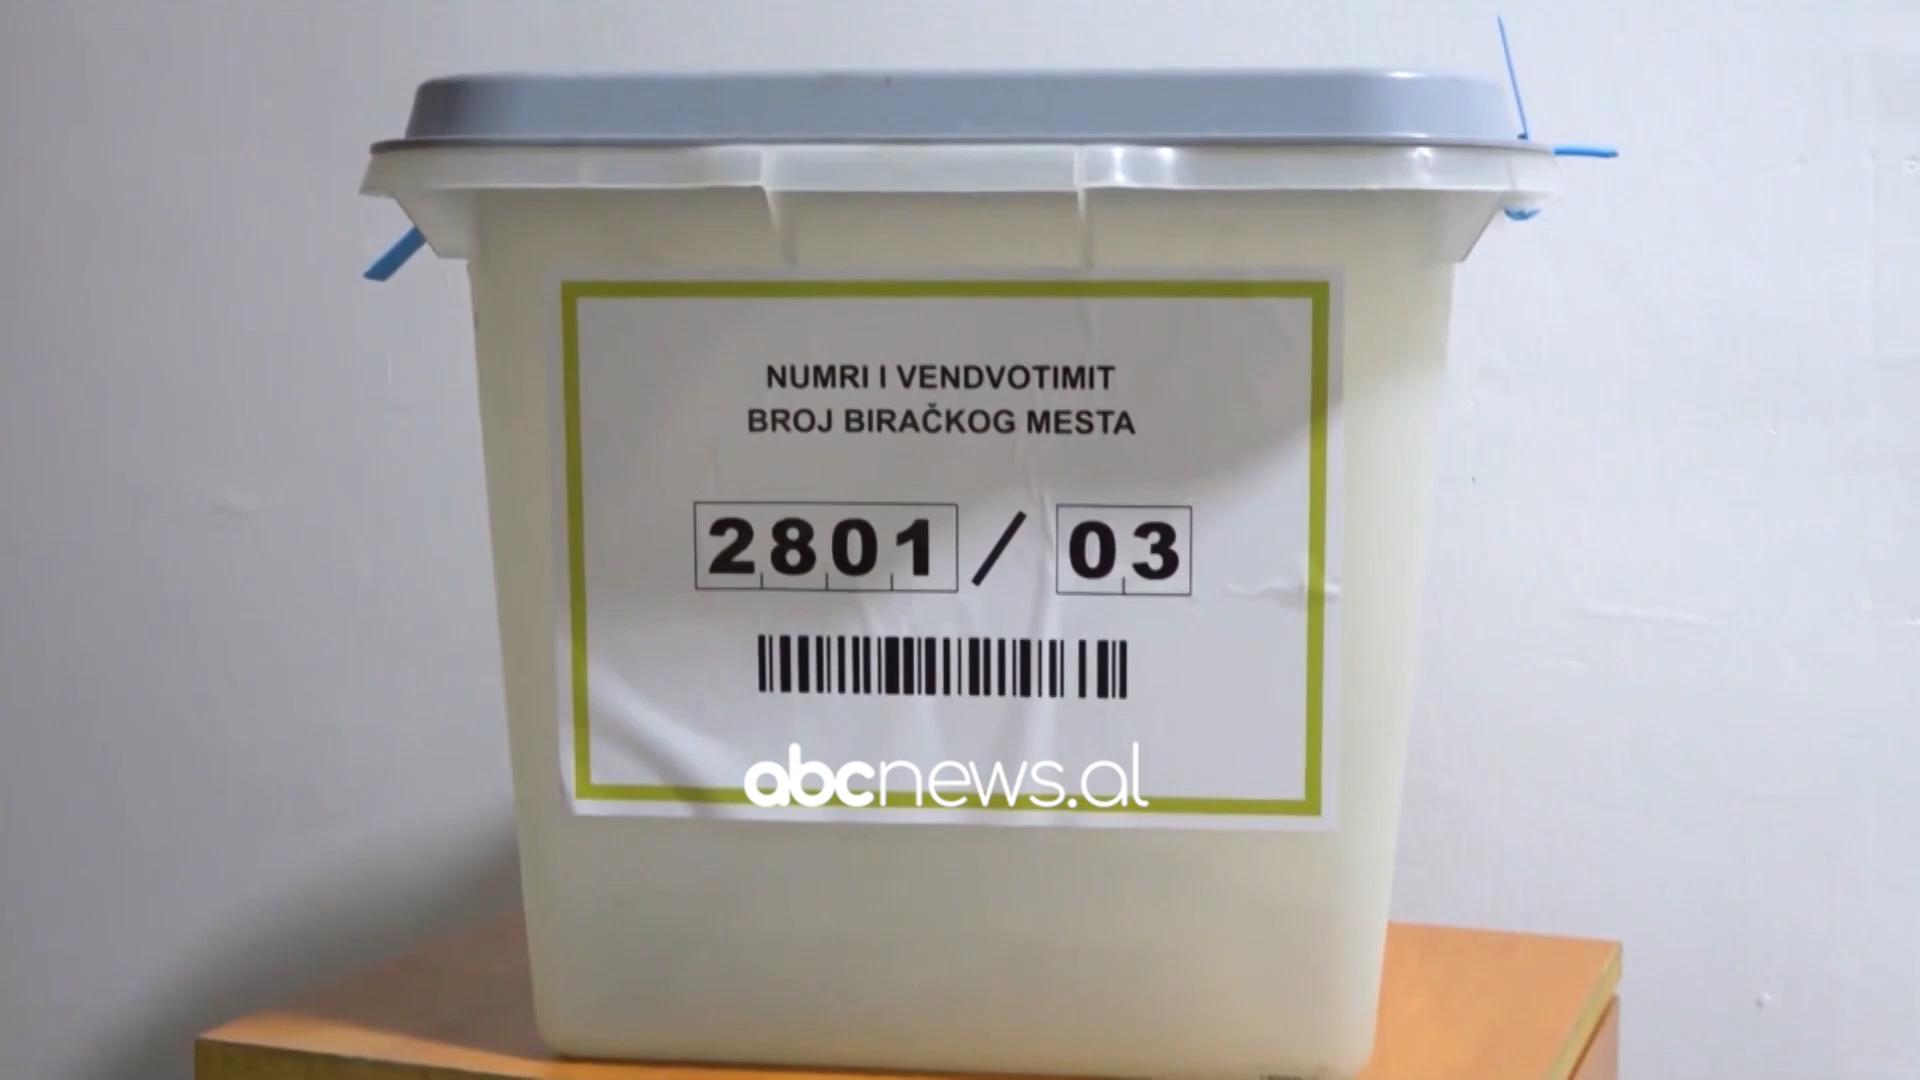 NUMRI I VENDVOTIMIT
BROJ BIRAČKOG MESTA
2801 / 03
abcnews.al